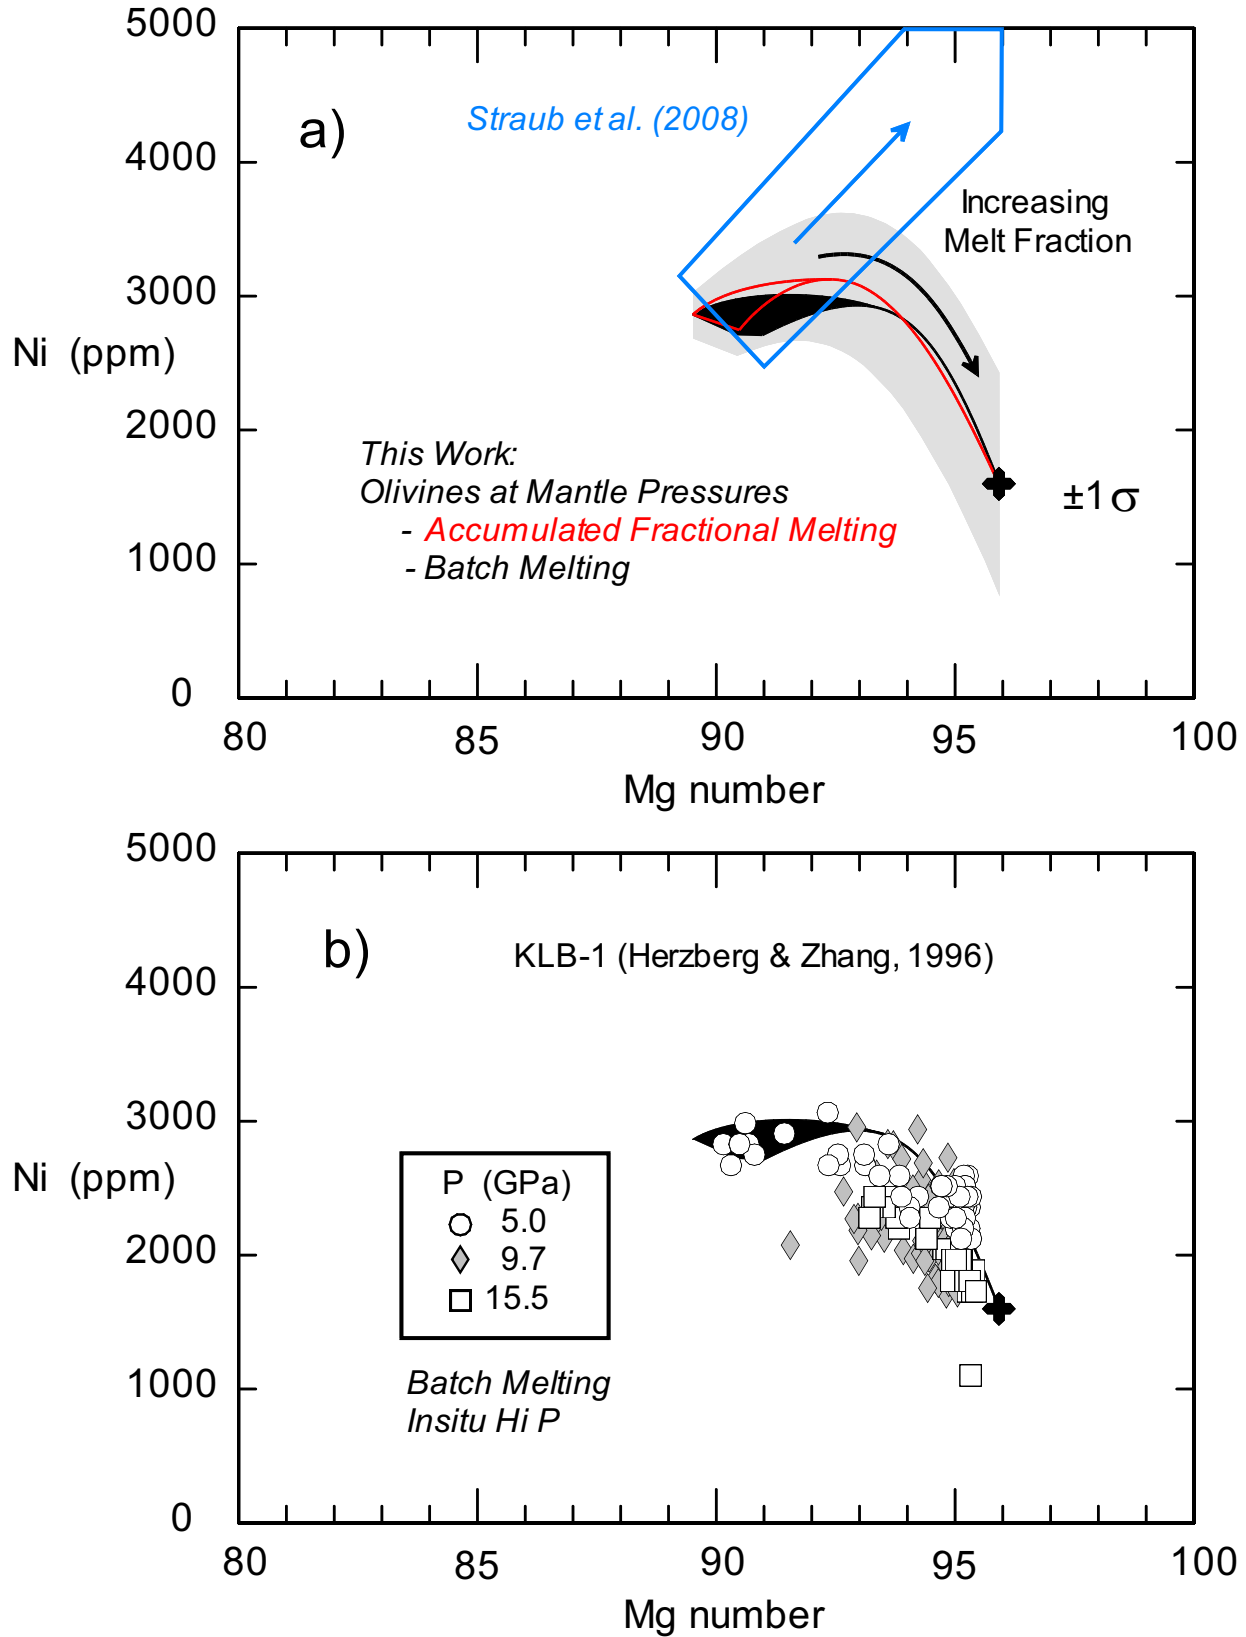 5000
4000
3000
2000
1000
0
Ni (ppm)
a)
Straub et al. (2008)
Increasing
Melt Fraction
This Work:
Olivines at Mantle Pressures
- Accumulated Fractional Melting
- Batch Melting
±1σ
80
85
90
95
100
Mg number
5000
4000
3000
2000
1000
0
Ni (ppm)
b)
KLB-1 (Herzberg & Zhang, 1996)
P (GPa)
5.0
9.7
15.5
Batch Melting
Insitu Hi P
80
85
90
95
100
Mg number